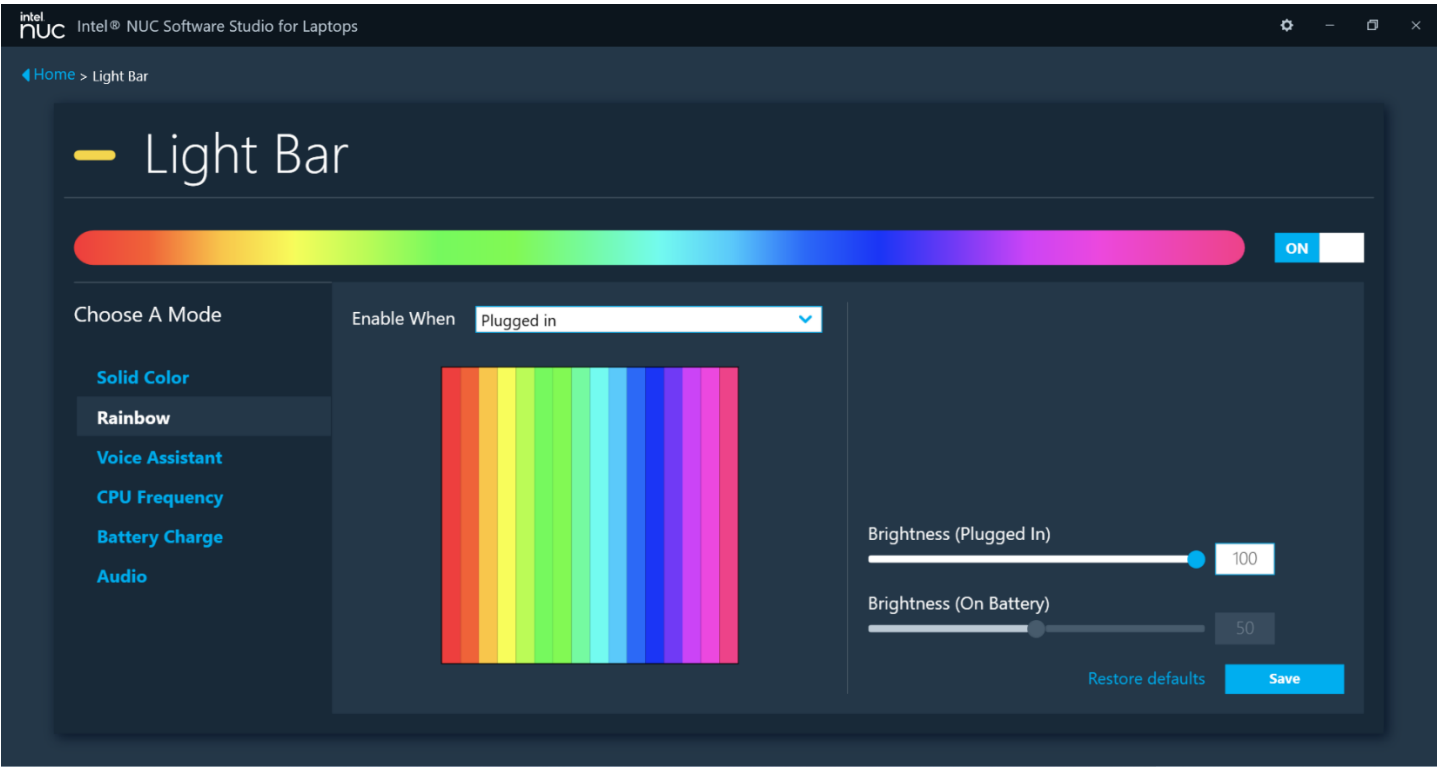 intel
nuc Intel® NUC Software Studio for Laptops
Home > Light Bar
Light Bar
ON
Choose A Mode
Solid Color
Rainbow
Voice Assistant
CPU Frequency
Battery Charge
Audio
Enable When Plugged in
Brightness (Plugged In)
100
Brightness (On Battery)
50
Restore defaults Save